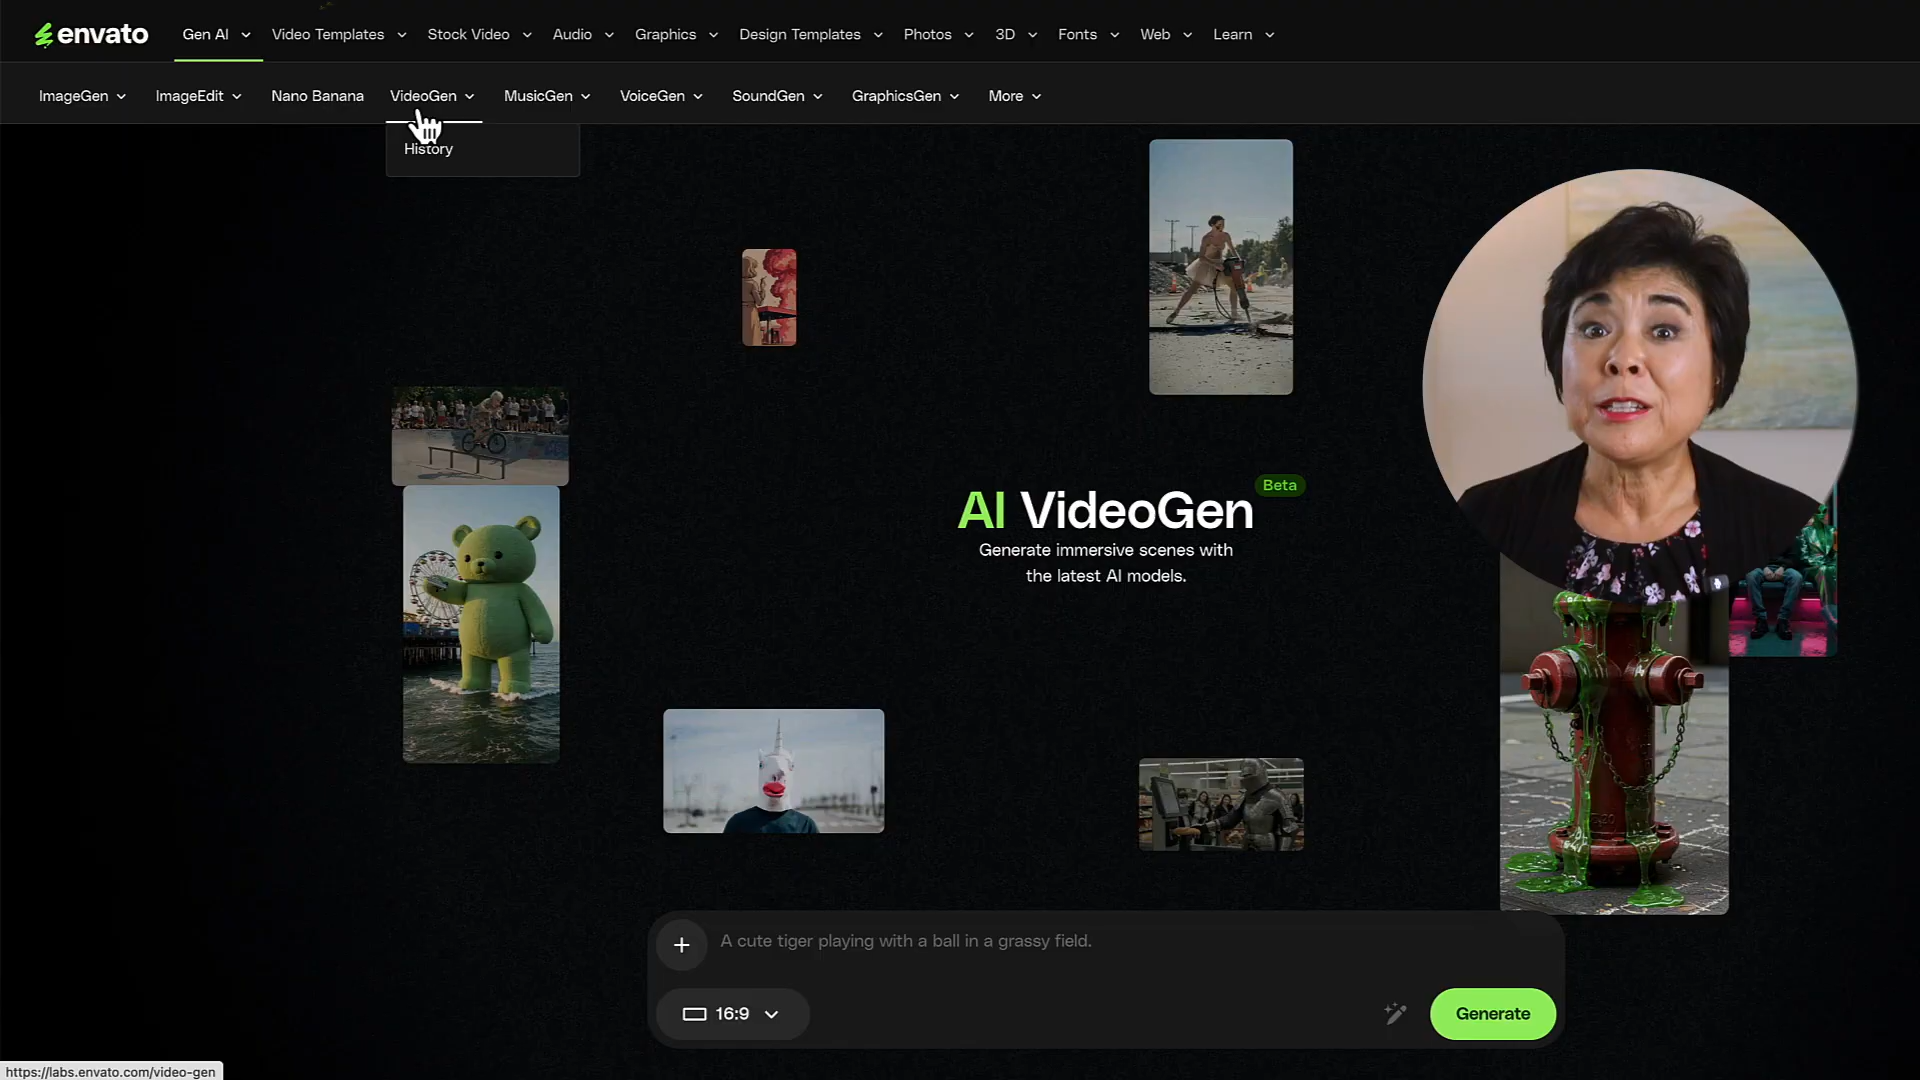 envato
Gen AI
Video Templates
Stock Video
Audio
Graphics
Design Templates
Photos
3D
Fonts
Web
Learn
ImageGen
ImageEdit
Nano Banana
VideoGen
MusicGen
VoiceGen
SoundGen
GraphicsGen
More
History
AI VideoGen
Beta
Generate immersive scenes with
the latest AI models.
A cute tiger playing with a ball in a grassy field.
16:9
Generate
https://labs.envato.com/video-gen